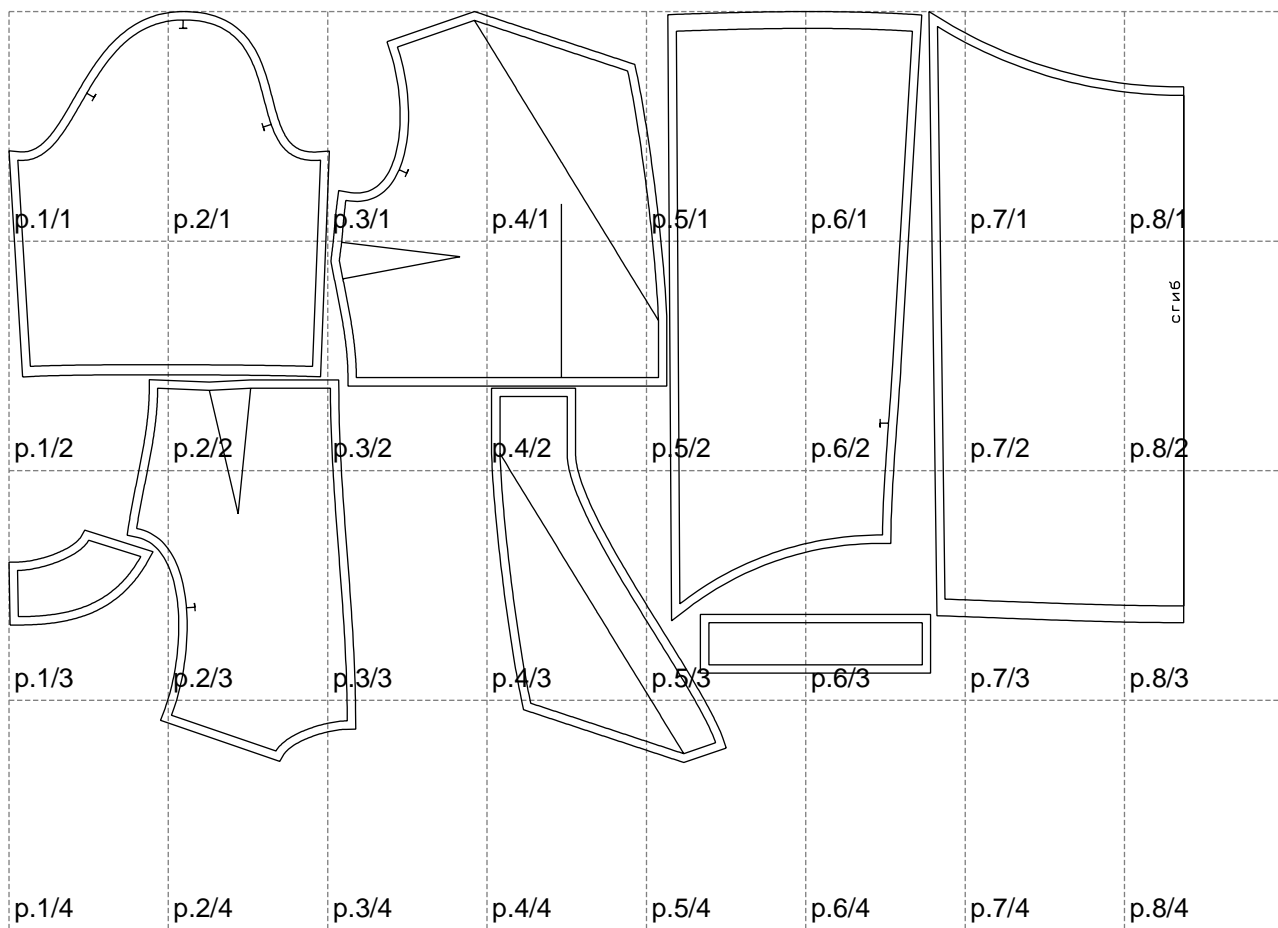 p.1/1 p.2/1 p.3/1 p.4/1 p.5/1 p.6/1 p.7/1 p.8/1
сгиб
p.1/2 p.2/2 p.3/2 p.4/2 p.5/2 p.6/2 p.7/2 p.8/2
p.1/3 p.2/3 p.3/3 p.4/3 p.5/3 p.6/3 p.7/3 p.8/3
p.1/4 p.2/4 p.3/4 p.4/4 p.5/4 p.6/4 p.7/4 p.8/4